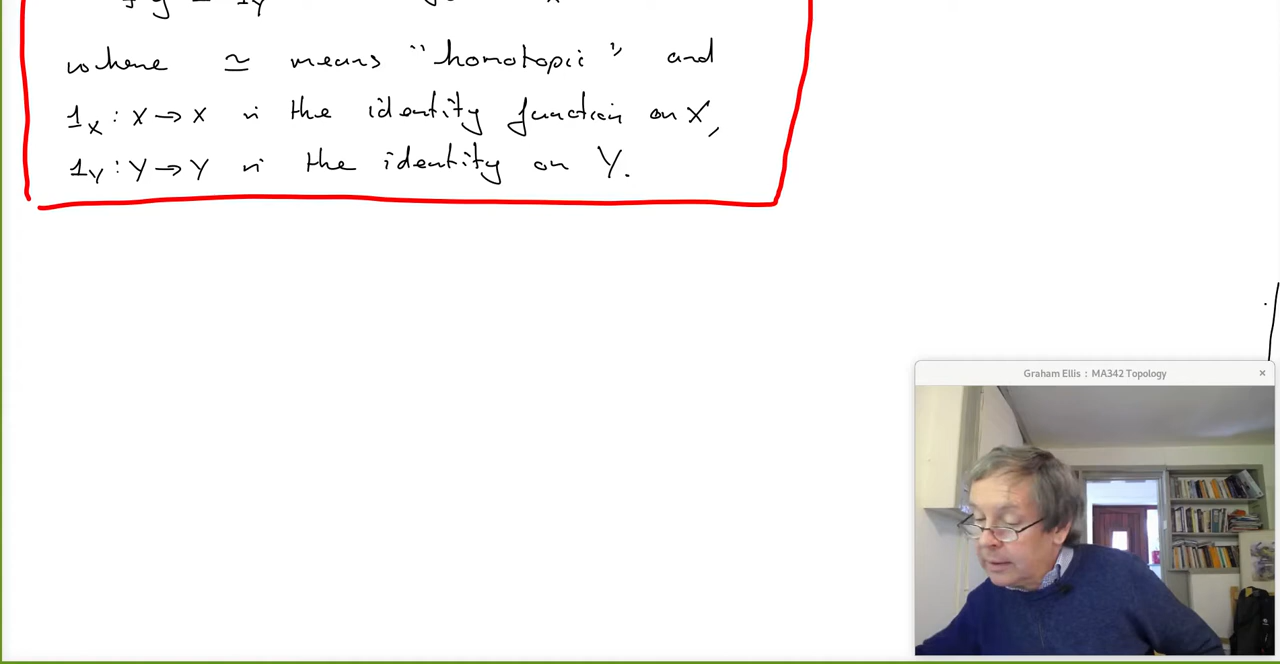 where ≃ means "homotopic" and
1_X : X → X is the identity function on X,
1_Y : Y → Y is the identity on Y.
Graham Ellis : MA342 Topology
×